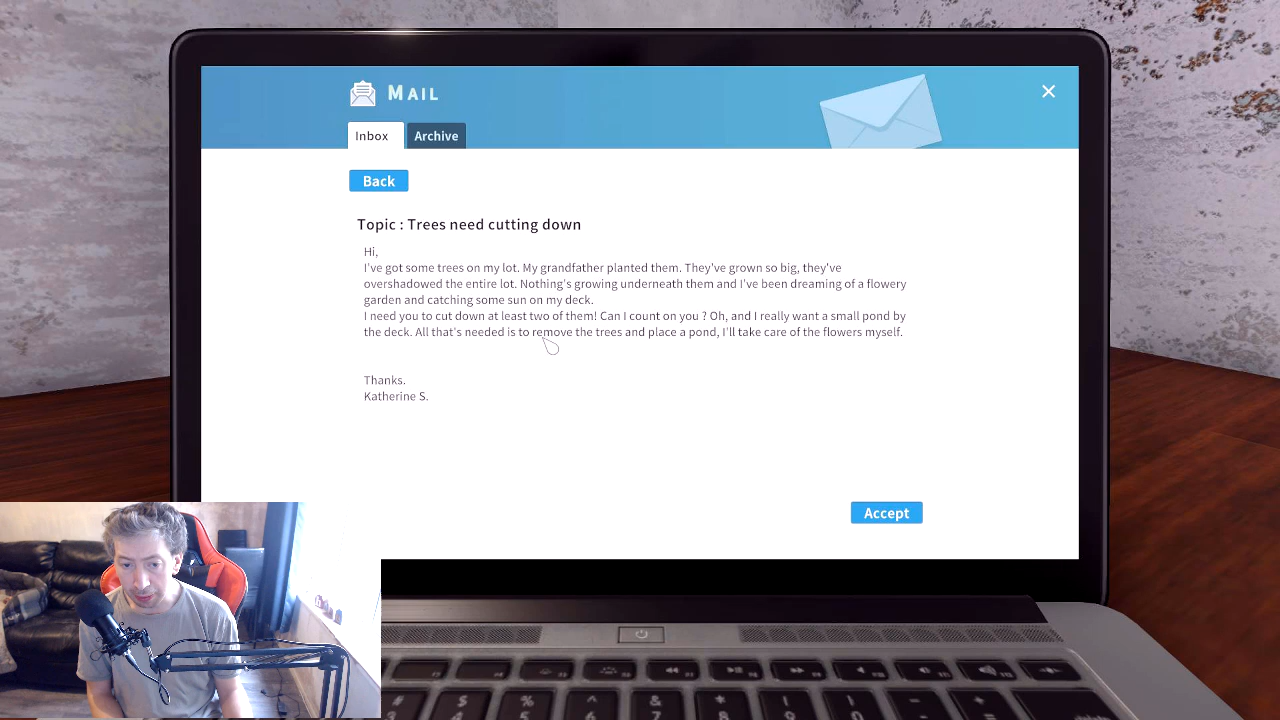 MAIL
Inbox
Archive
Back
Topic : Trees need cutting down
Hi,
I've got some trees on my lot. My grandfather planted them. They've grown so big, they've
overshadowed the entire lot. Nothing's growing underneath them and I've been dreaming of a flowery
garden and catching some sun on my deck.
I need you to cut down at least two of them! Can I count on you ? Oh, and I really want a small pond by
the deck. All that's needed is to remove the trees and place a pond, I'll take care of the flowers myself.
Thanks.
Katherine S.
Accept